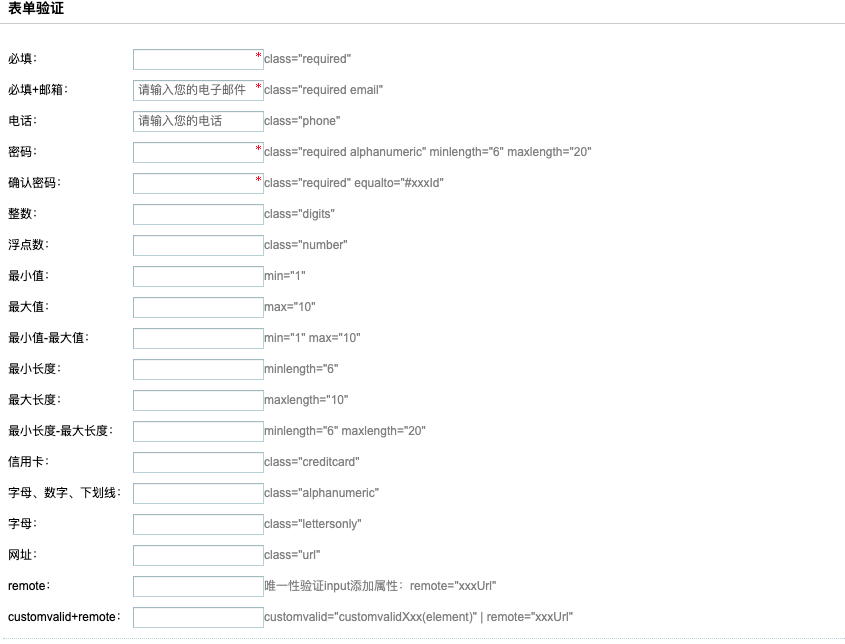 表单验证
必填： * class="required"
必填+邮箱： 请输入您的电子邮件 * class="required email"
电话： 请输入您的电话 class="phone"
密码： * class="required alphanumeric" minlength="6" maxlength="20"
确认密码： * class="required" equalto="#xxxId"
整数： class="digits"
浮点数： class="number"
最小值： min="1"
最大值： max="10"
最小值-最大值： min="1" max="10"
最小长度： minlength="6"
最大长度： maxlength="10"
最小长度-最大长度： minlength="6" maxlength="20"
信用卡： class="creditcard"
字母、数字、下划线： class="alphanumeric"
字母： class="lettersonly"
网址： class="url"
remote： 唯一性验证input添加属性：remote="xxxUrl"
customvalid+remote： customvalid="customvalidXxx(element)" | remote="xxxUrl"